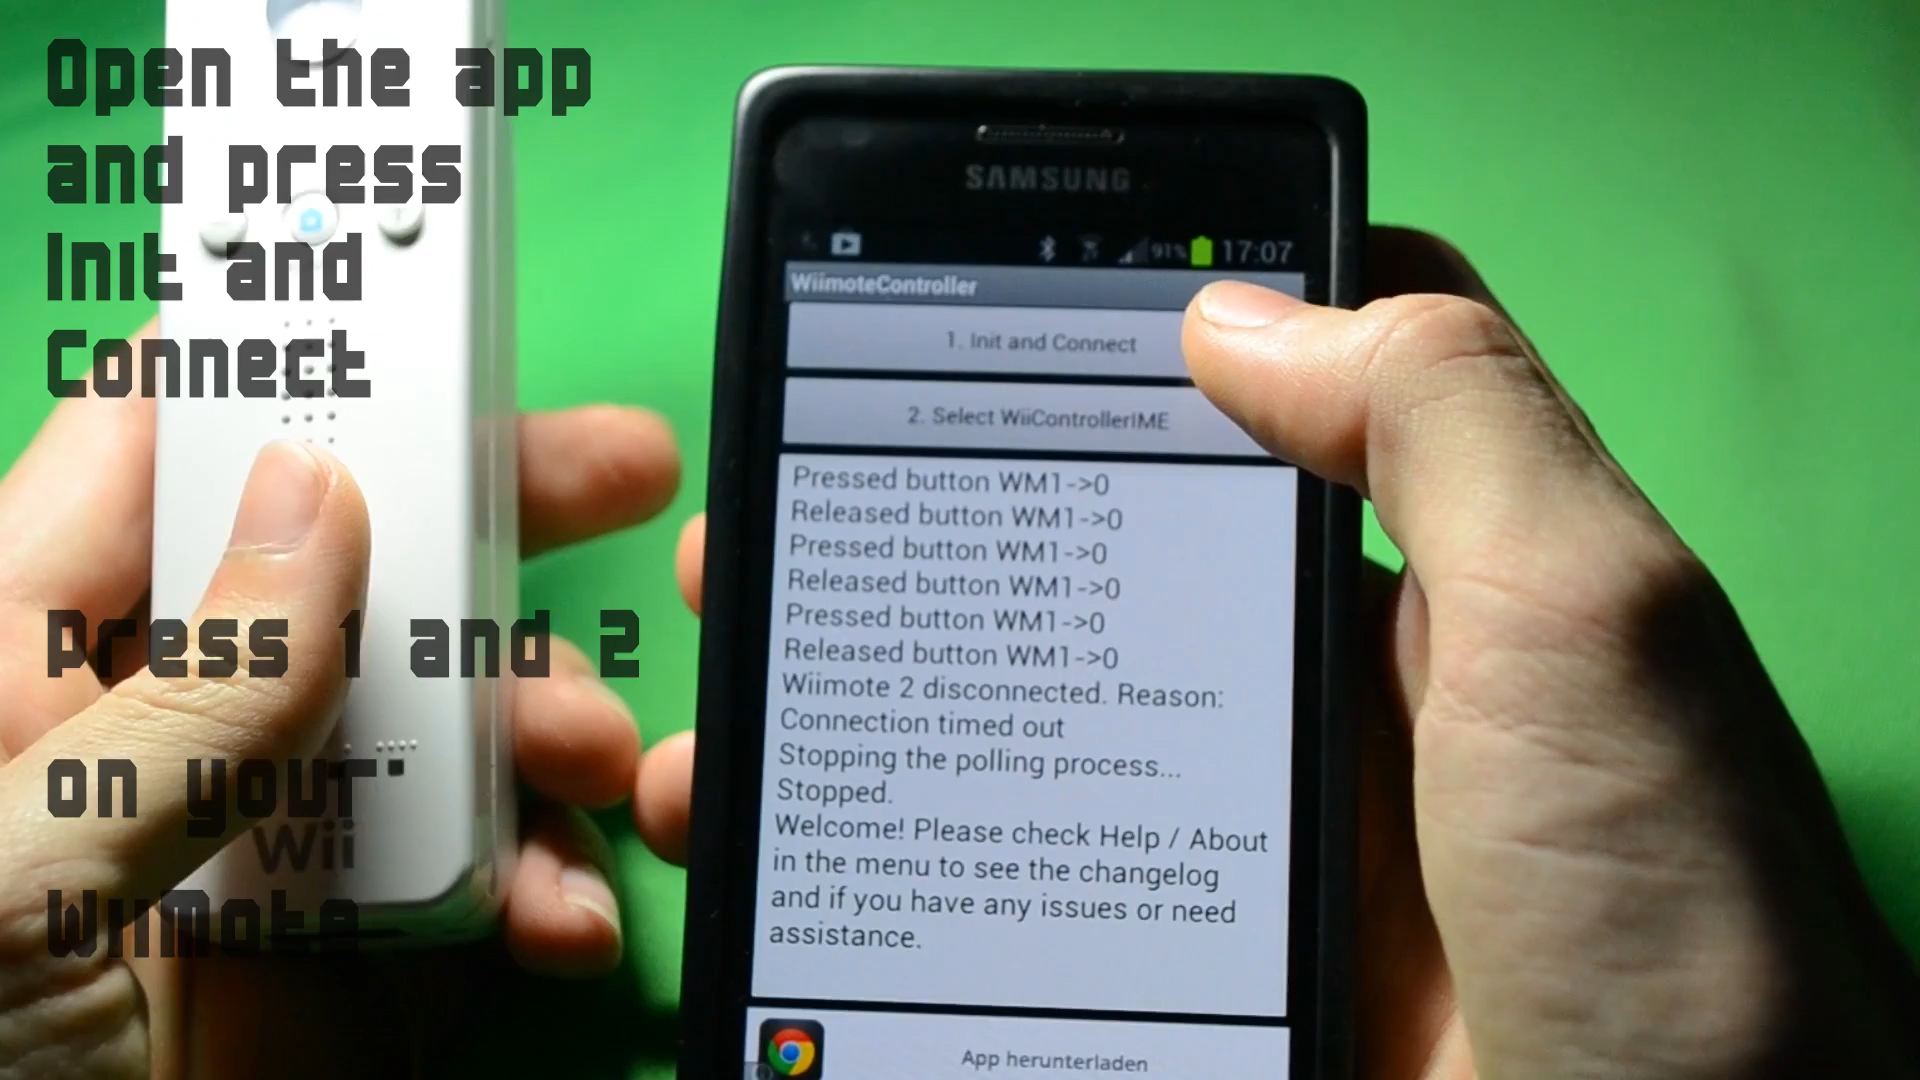 Open the app
and press
Init and
Connect
Press 1 and 2
on your
WiiMote
Wii
SAMSUNG
91% 17:07
WiimoteController
1. Init and Connect
2. Select WiiControllerIME
Pressed button WM1->0
Released button WM1->0
Pressed button WM1->0
Released button WM1->0
Pressed button WM1->0
Released button WM1->0
Wiimote 2 disconnected. Reason:
Connection timed out
Stopping the polling process...
Stopped.
Welcome! Please check Help / About
in the menu to see the changelog
and if you have any issues or need
assistance.
App herunterladen